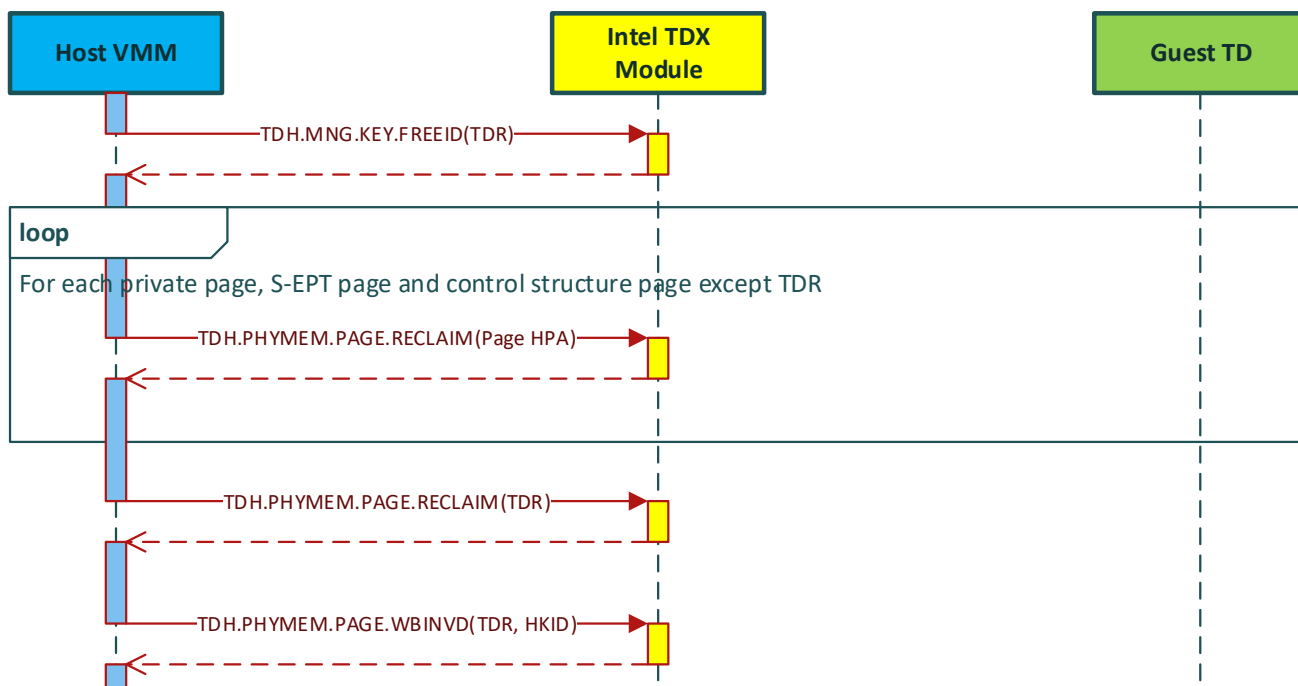 Host VMM
Intel TDX
Module
Guest TD
TDH.MNG.KEY.FREEID(TDR)
loop
For each private page, S-EPT page and control structure page except TDR
TDH.PHYMEM.PAGE.RECLAIM(Page HPA)
TDH.PHYMEM.PAGE.RECLAIM(TDR)
TDH.PHYMEM.PAGE.WBINVD(TDR, HKID)